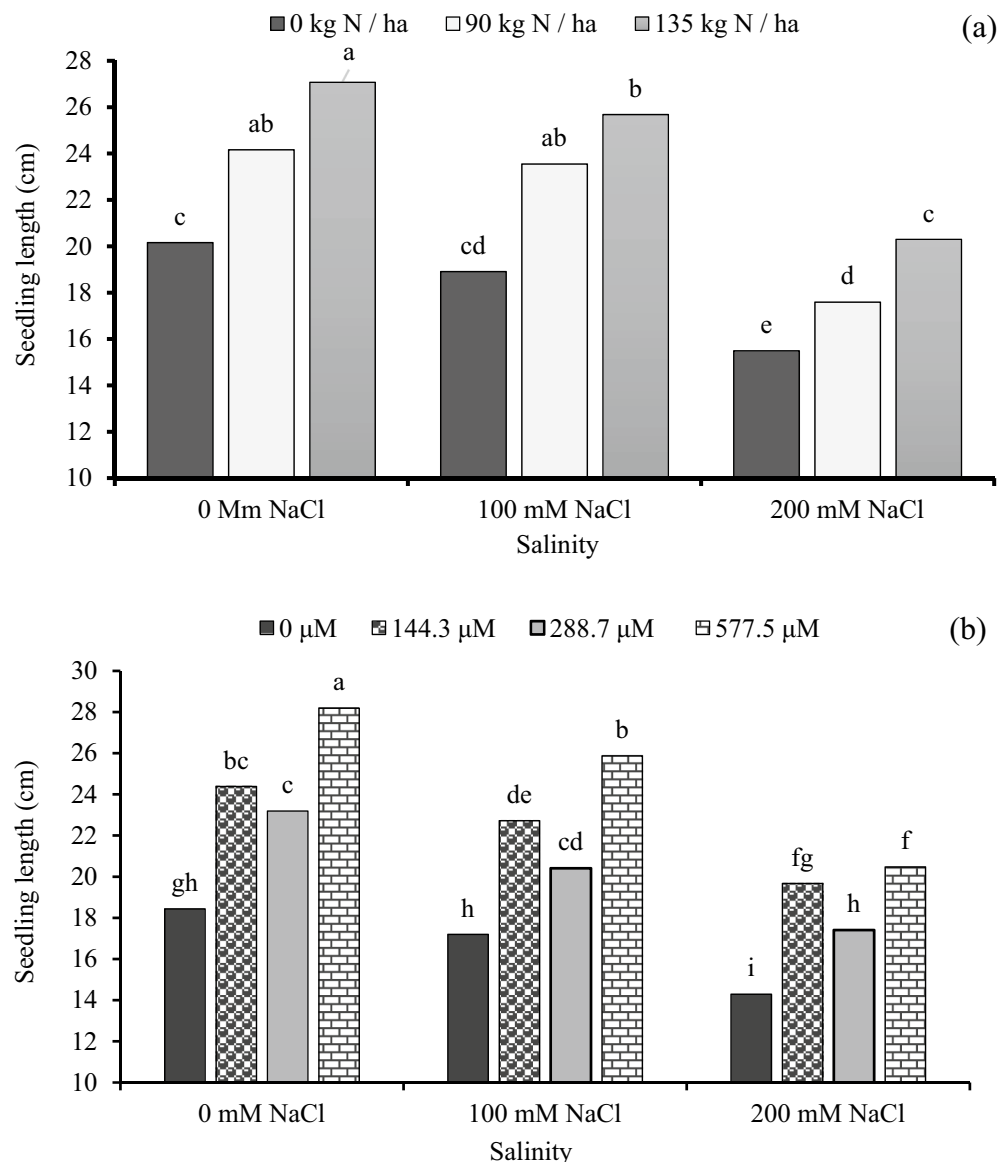 0 kg N / ha 90 kg N / ha 135 kg N / ha (a)
28
26
24
22
20
18
16
14
12
10
Seedling length (cm)
c ab a
cd ab b
e d c
0 Mm NaCl 100 mM NaCl 200 mM NaCl
Salinity
0 μM 144.3 μM 288.7 μM 577.5 μM (b)
30
28
26
24
22
20
18
16
14
12
10
Seedling length (cm)
gh bc c a
h de cd b
i fg h f
0 mM NaCl 100 mM NaCl 200 mM NaCl
Salinity